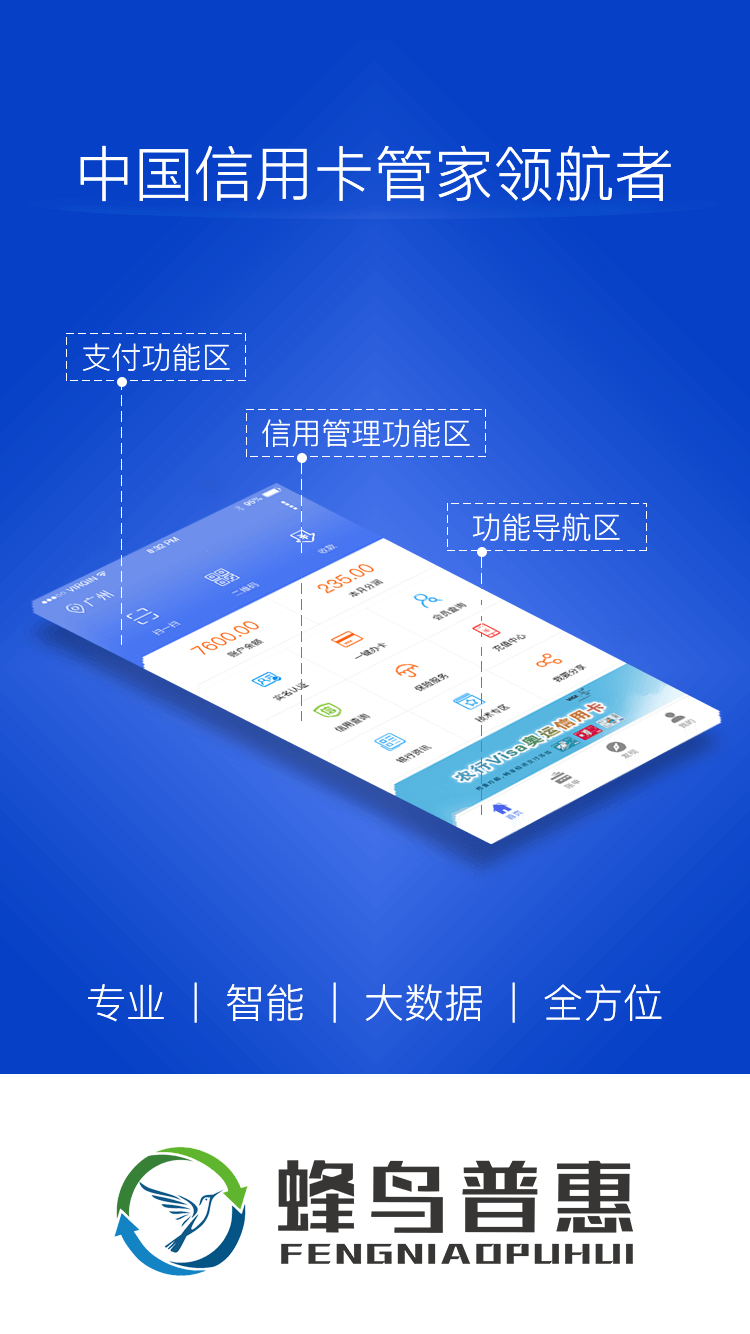 中国信用卡管家领航者
支付功能区
信用管理功能区
功能导航区
VIRGIN
8:32 PM
95%
广州
扫一扫
二维码
收款
7600.00
账户余额
235.00
本月分润
实名认证
一键办卡
会员查询
信用查询
保险服务
充值中心
银行资讯
技术专区
我要分享
农行Visa奥运信用卡
首页
账单
发现
我的
专业 | 智能 | 大数据 | 全方位
蜂鸟普惠
FENGNIAOPUHUI